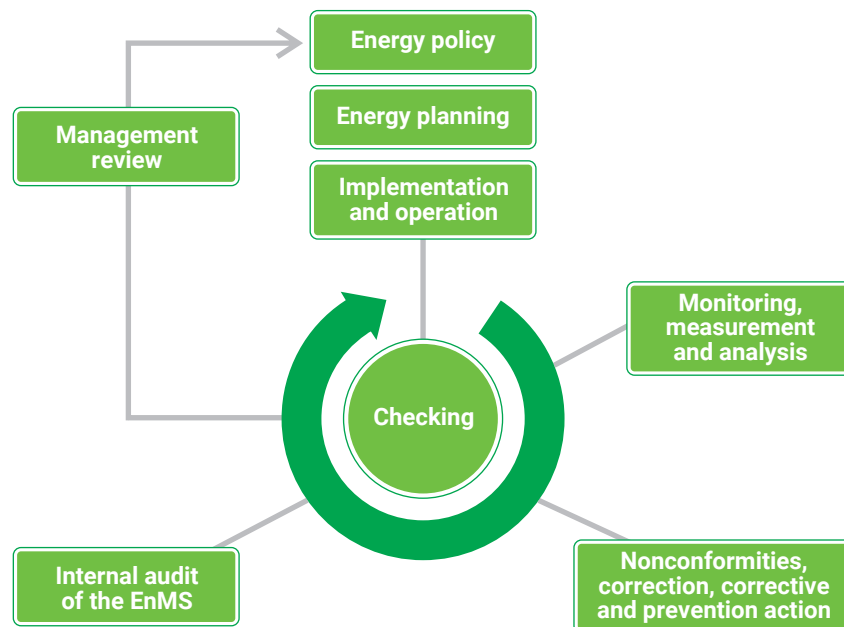 Energy policy
Energy planning
Management
review
Implementation
and operation
Monitoring,
measurement
and analysis
Checking
Internal audit
of the EnMS
Nonconformities,
correction, corrective
and prevention action